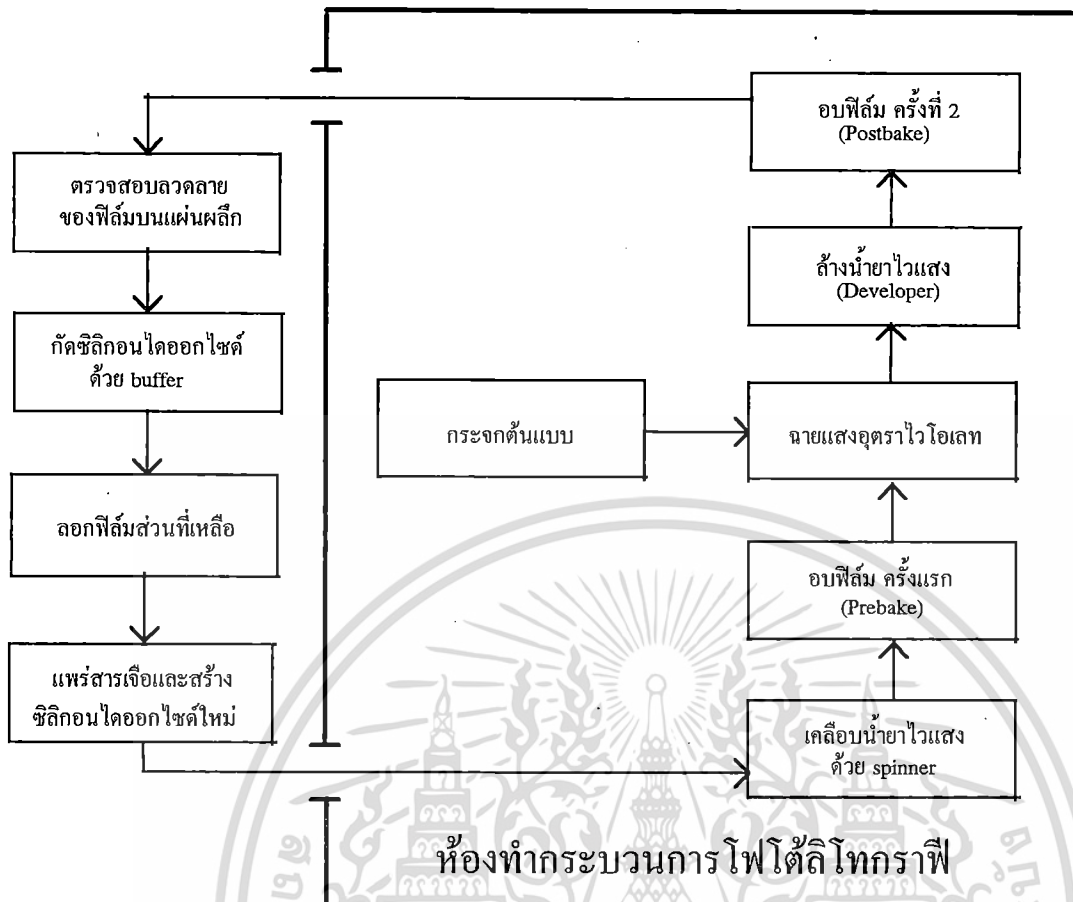 อบฟิล์ม ครั้งที่ 2
(Postbake)
ตรวจสอบลวดลาย
ของฟิล์มบนแผ่นผลึก
ล้างน้ำยาไวแสง
(Developer)
กัดซิลิกอนไดออกไซด์
ด้วย buffer
กระจกต้นแบบ
ฉายแสงอุตราไวโอเลท
ลอกฟิล์มส่วนที่เหลือ
อบฟิล์ม ครั้งแรก
(Prebake)
แพร่สารเจือและสร้าง
ซิลิกอนไดออกไซด์ใหม่
เคลือบน้ำยาไวแสง
ด้วย spinner
ห้องทำกระบวนการโฟโต้ลิโทกราฟี